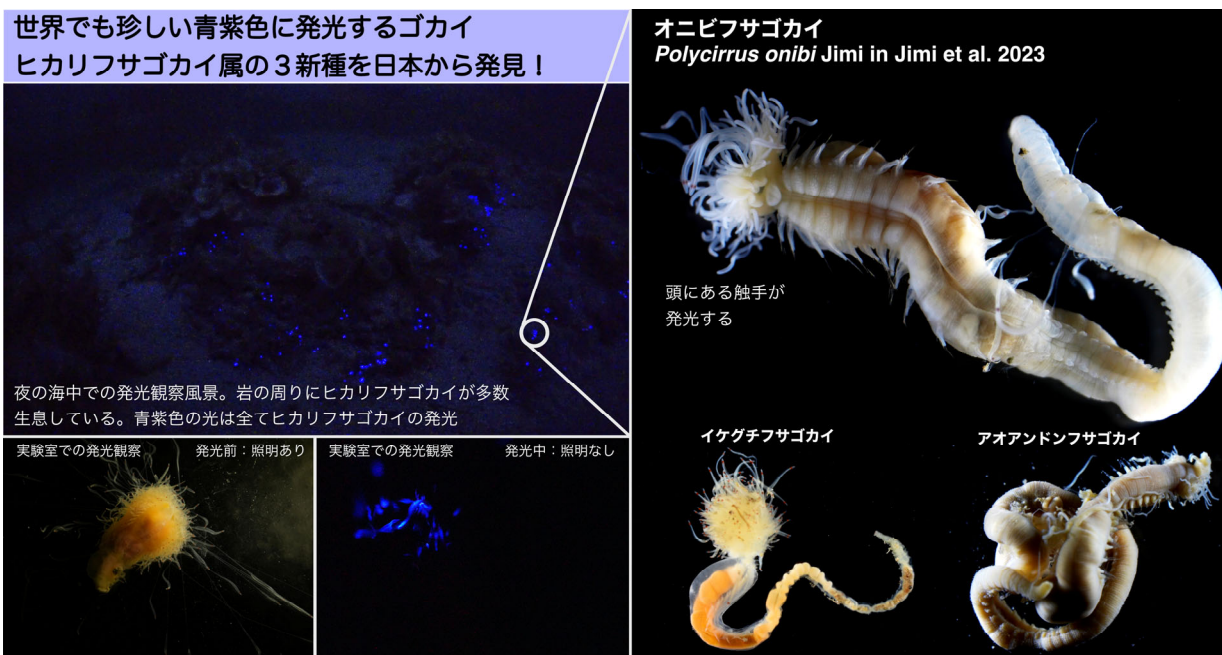 世界でも珍しい青紫色に発光するゴカイ
ヒカリフサゴカイ属の３新種を日本から発見！
夜の海中での発光観察風景。岩の周りにヒカリフサゴカイが多数
生息している。青紫色の光は全てヒカリフサゴカイの発光
実験室での発光観察 発光前：照明あり
実験室での発光観察 発光中：照明なし
オニビフサゴカイ
Polycirrus onibi Jimi in Jimi et al. 2023
頭にある触手が
発光する
イケグチフサゴカイ
アオアンドンフサゴカイ